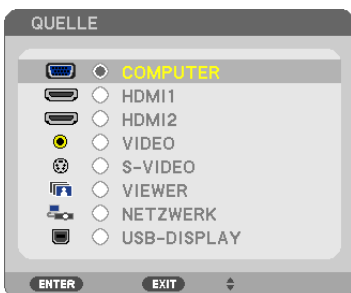 QUELLE
COMPUTER
HDMI1
HDMI2
VIDEO
S-VIDEO
VIEWER
NETZWERK
USB-DISPLAY
ENTER EXIT